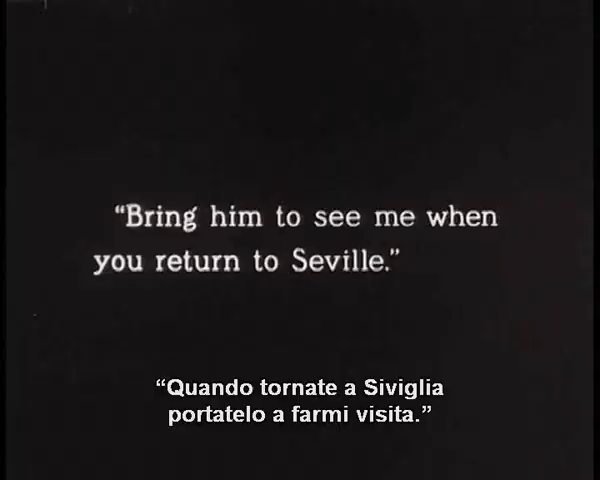 “Bring him to see me when
you return to Seville.”
“Quando tornate a Siviglia
portatelo a farmi visita.”